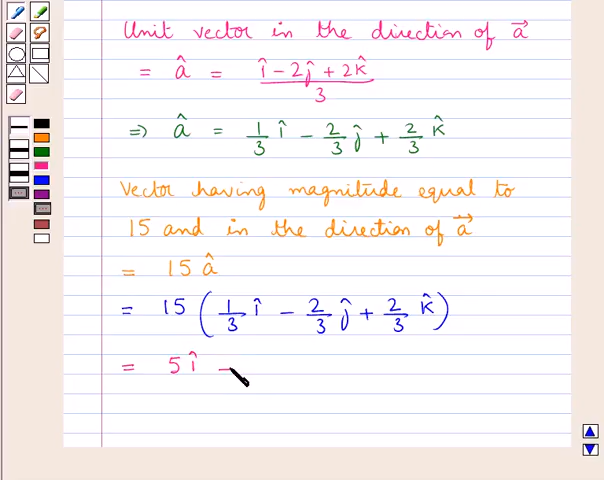 Unit vector in the direction of a⃗
= â = (î − 2ĵ + 2k̂)/3
⇒ â = 1/3 î − 2/3 ĵ + 2/3 k̂
Vector having magnitude equal to
15 and in the direction of a⃗
= 15 â
= 15 (1/3 î − 2/3 ĵ + 2/3 k̂)
= 5 î −